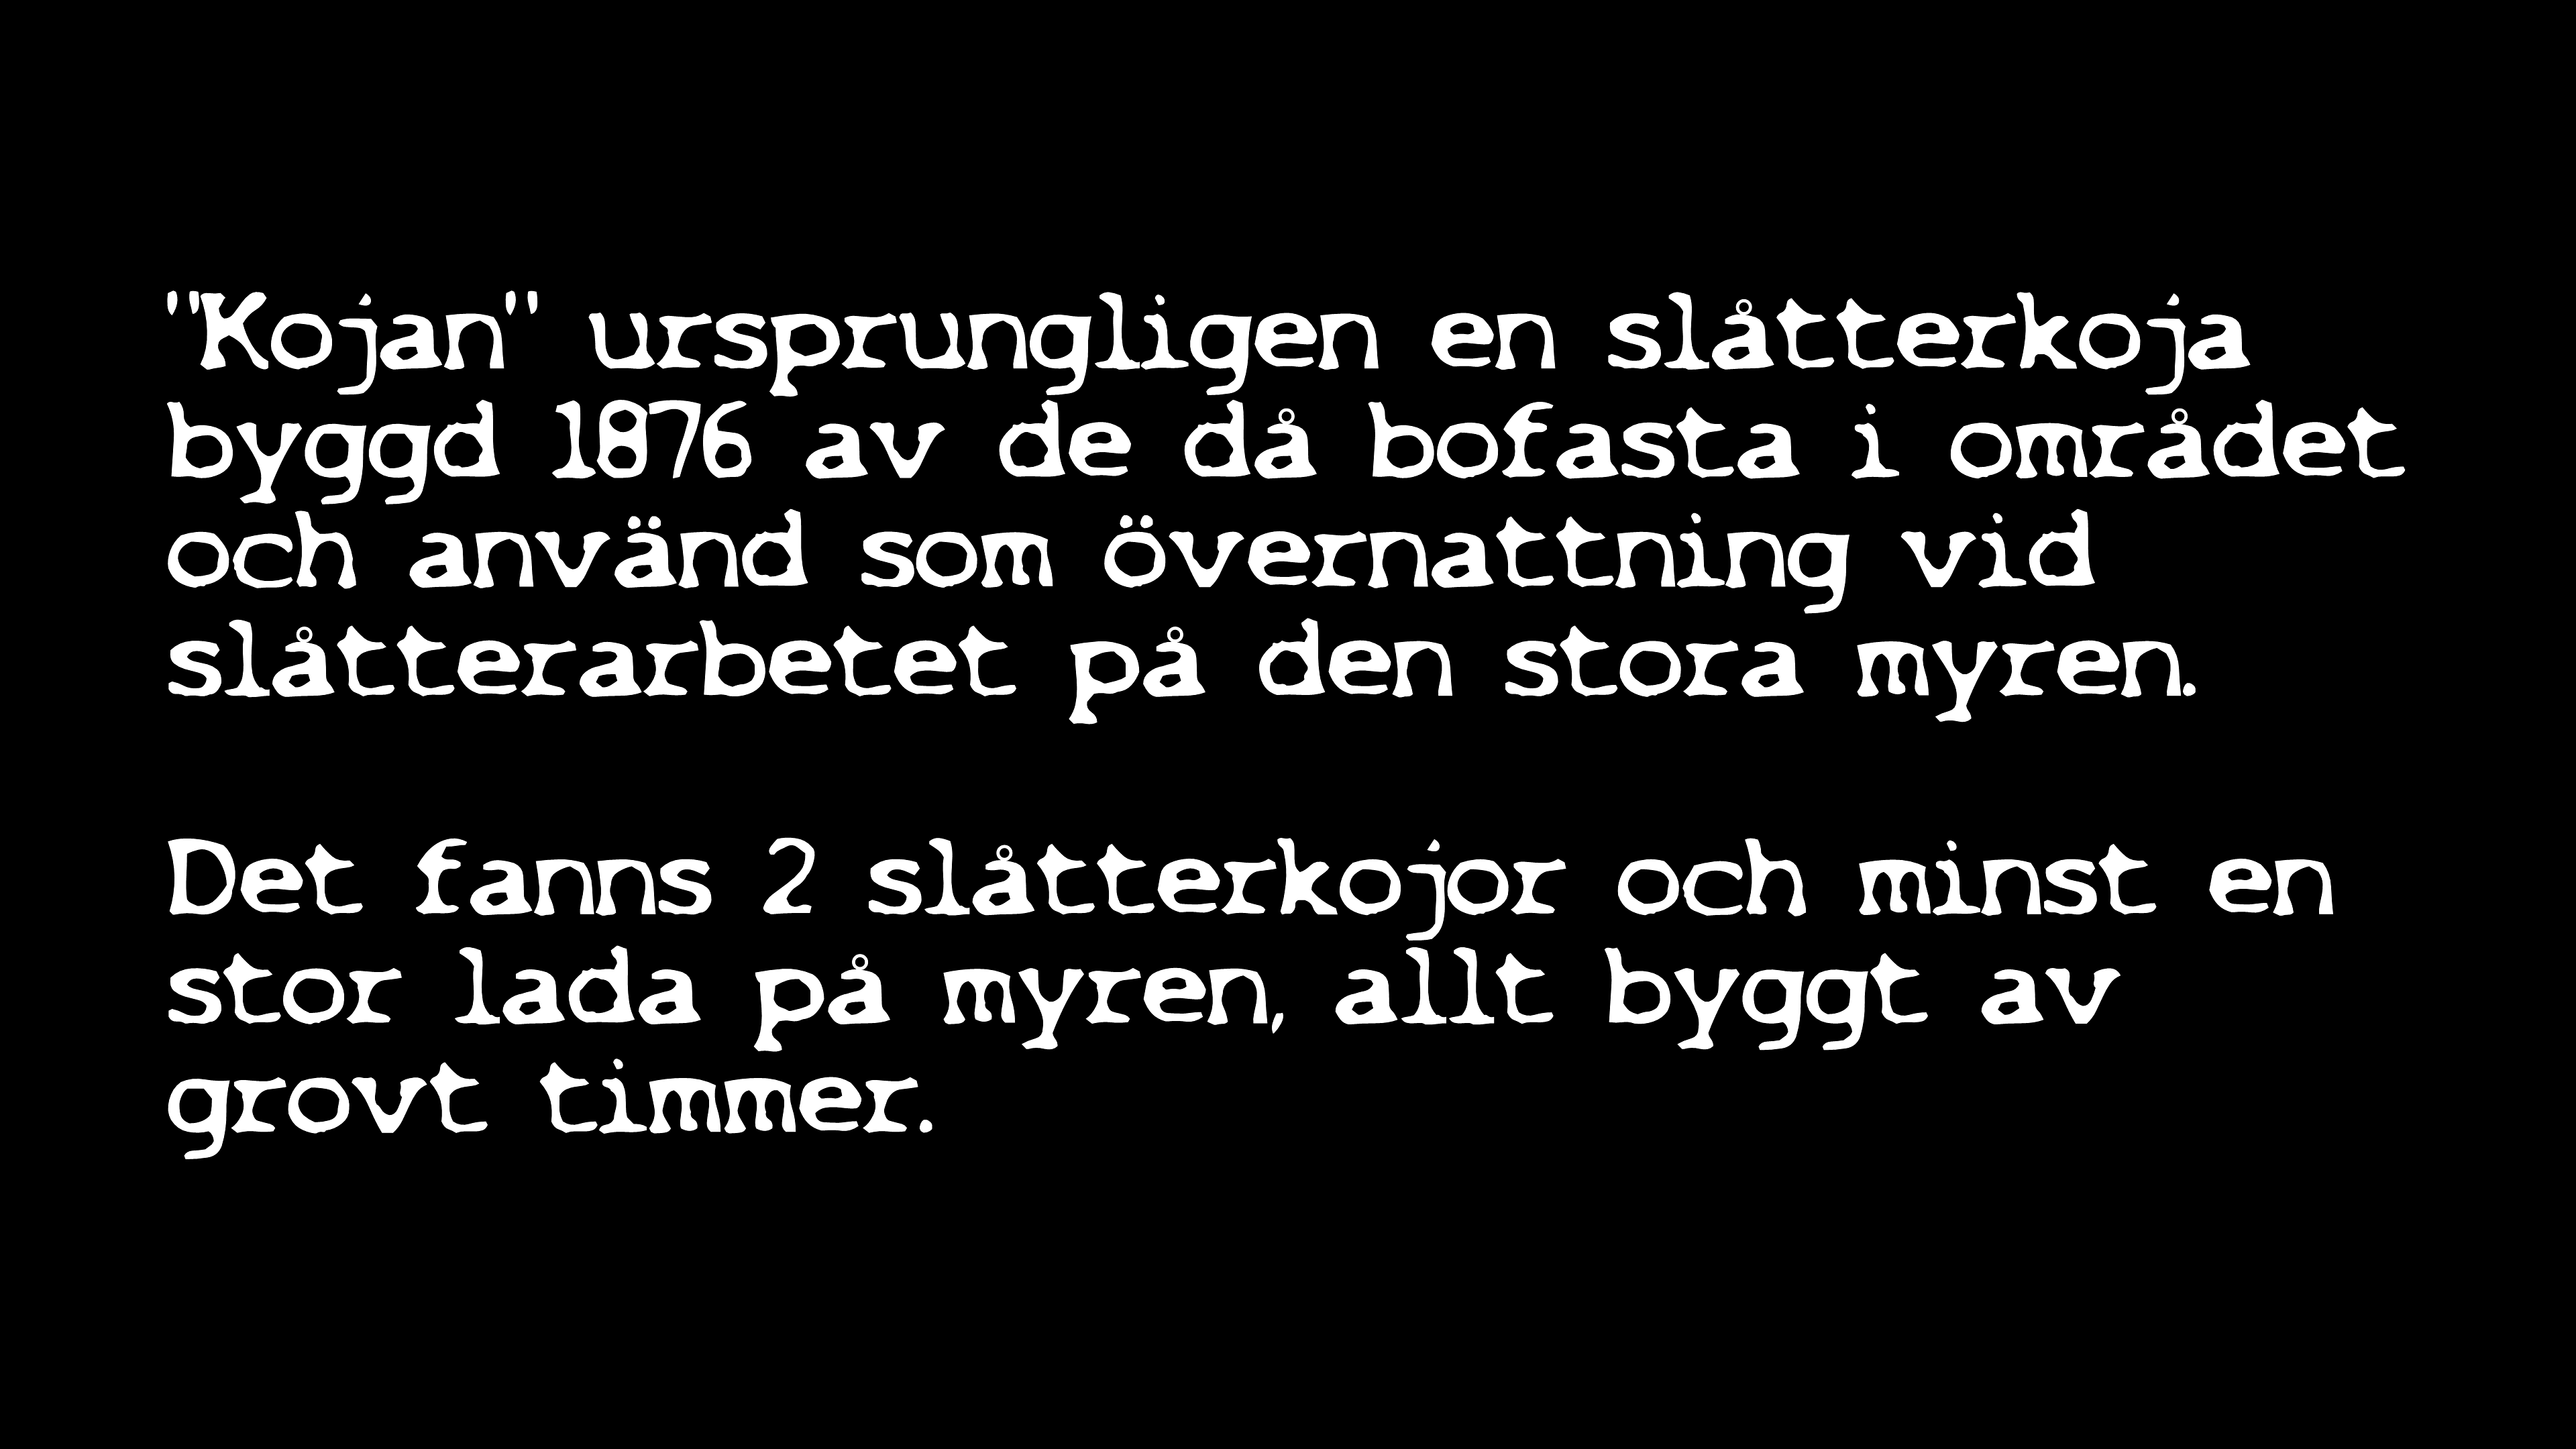 "Kojan" ursprungligen en slåtterkoja
byggd 1876 av de då bofasta i området
och använd som övernattning vid
slåtterarbetet på den stora myren.
Det fanns 2 slåtterkojor och minst en
stor lada på myren, allt byggt av
grovt timmer.